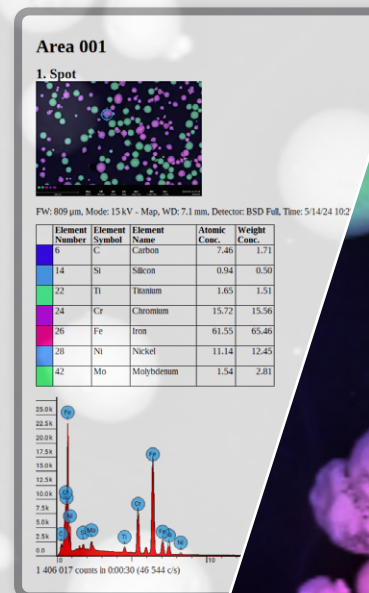 Area 001
1. Spot
FW: 809 µm, Mode: 15 kV - Map, WD: 7.1 mm, Detector: BSD Full, Time: 5/14/24 10:2
Element Number Element Symbol Element Name Atomic Conc. Weight Conc.
6 C Carbon 7.46 1.71
14 Si Silicon 0.94 0.50
22 Ti Titanium 1.65 1.51
24 Cr Chromium 15.72 15.56
26 Fe Iron 61.55 65.46
28 Ni Nickel 11.14 12.45
42 Mo Molybdenum 1.54 2.81
25.0k
22.5k
20.0k
17.5k
15.0k
12.5k
10.0k
7.5k
5.0k
2.5k
0.0
Fe
Fe
Cr
Mo
Ti
Ni
0
10
1 406 017 counts in 0:00:30 (46 544 c/s)